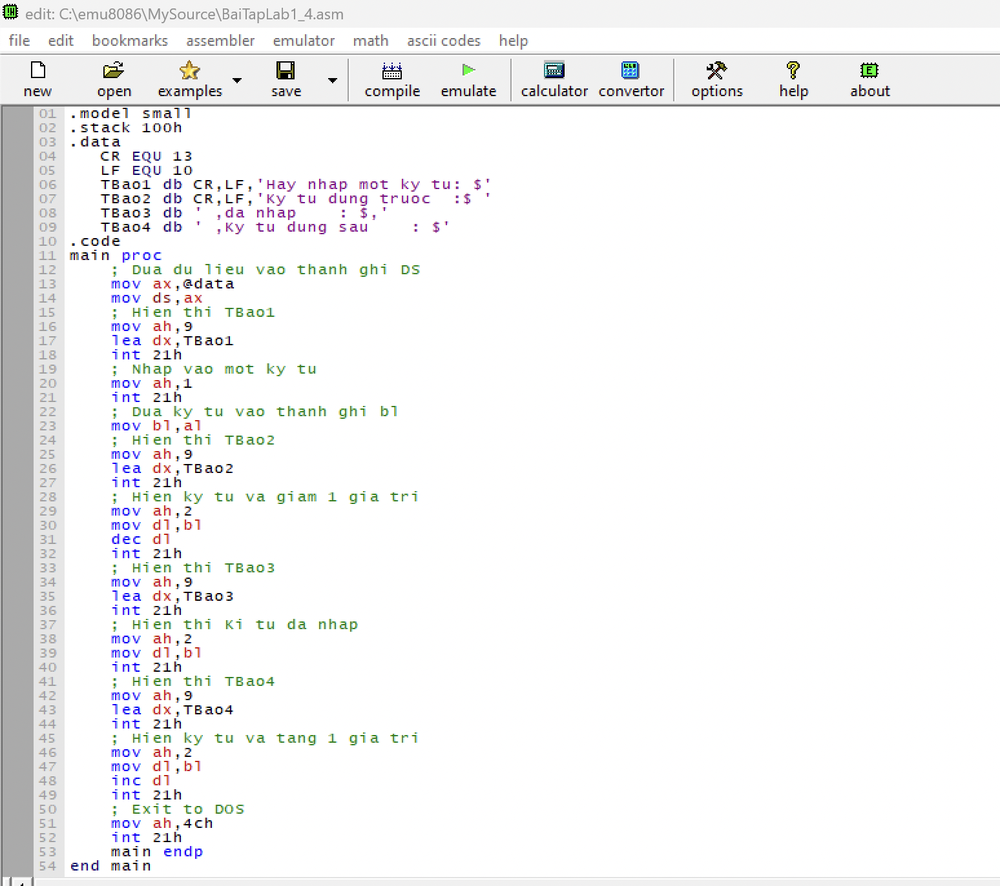 edit: C:\emu8086\MySource\BaiTapLab1_4.asm
file edit bookmarks assembler emulator math ascii codes help
new open examples save compile emulate calculator convertor options help about
01 .model small
02 .stack 100h
03 .data
04    CR EQU 13
05    LF EQU 10
06    TBao1 db CR,LF,'Hay nhap mot ky tu: $'
07    TBao2 db CR,LF,'Ky tu dung truoc  :$ '
08    TBao3 db ' ,da nhap    : $,'
09    TBao4 db ' ,Ky tu dung sau    : $'
10 .code
11 main proc
12     ; Dua du lieu vao thanh ghi DS
13     mov ax,@data
14     mov ds,ax
15     ; Hien thi TBao1
16     mov ah,9
17     lea dx,TBao1
18     int 21h
19     ; Nhap vao mot ky tu
20     mov ah,1
21     int 21h
22     ; Dua ky tu vao thanh ghi bl
23     mov bl,al
24     ; Hien thi TBao2
25     mov ah,9
26     lea dx,TBao2
27     int 21h
28     ; Hien ky tu va giam 1 gia tri
29     mov ah,2
30     mov dl,bl
31     dec dl
32     int 21h
33     ; Hien thi TBao3
34     mov ah,9
35     lea dx,TBao3
36     int 21h
37     ; Hien thi Ki tu da nhap
38     mov ah,2
39     mov dl,bl
40     int 21h
41     ; Hien thi TBao4
42     mov ah,9
43     lea dx,TBao4
44     int 21h
45     ; Hien ky tu va tang 1 gia tri
46     mov ah,2
47     mov dl,bl
48     inc dl
49     int 21h
50     ; Exit to DOS
51     mov ah,4ch
52     int 21h
53     main endp
54 end main